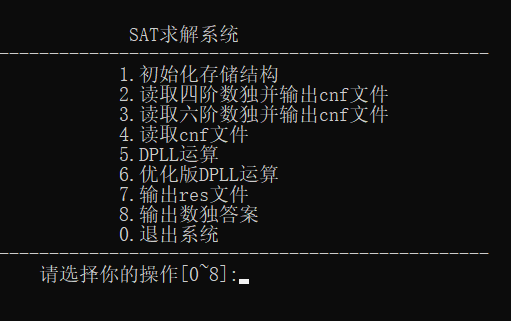 SAT求解系统
1.初始化存储结构
2.读取四阶数独并输出cnf文件
3.读取六阶数独并输出cnf文件
4.读取cnf文件
5.DPLL运算
6.优化版DPLL运算
7.输出res文件
8.输出数独答案
0.退出系统
请选择你的操作[0~8]: